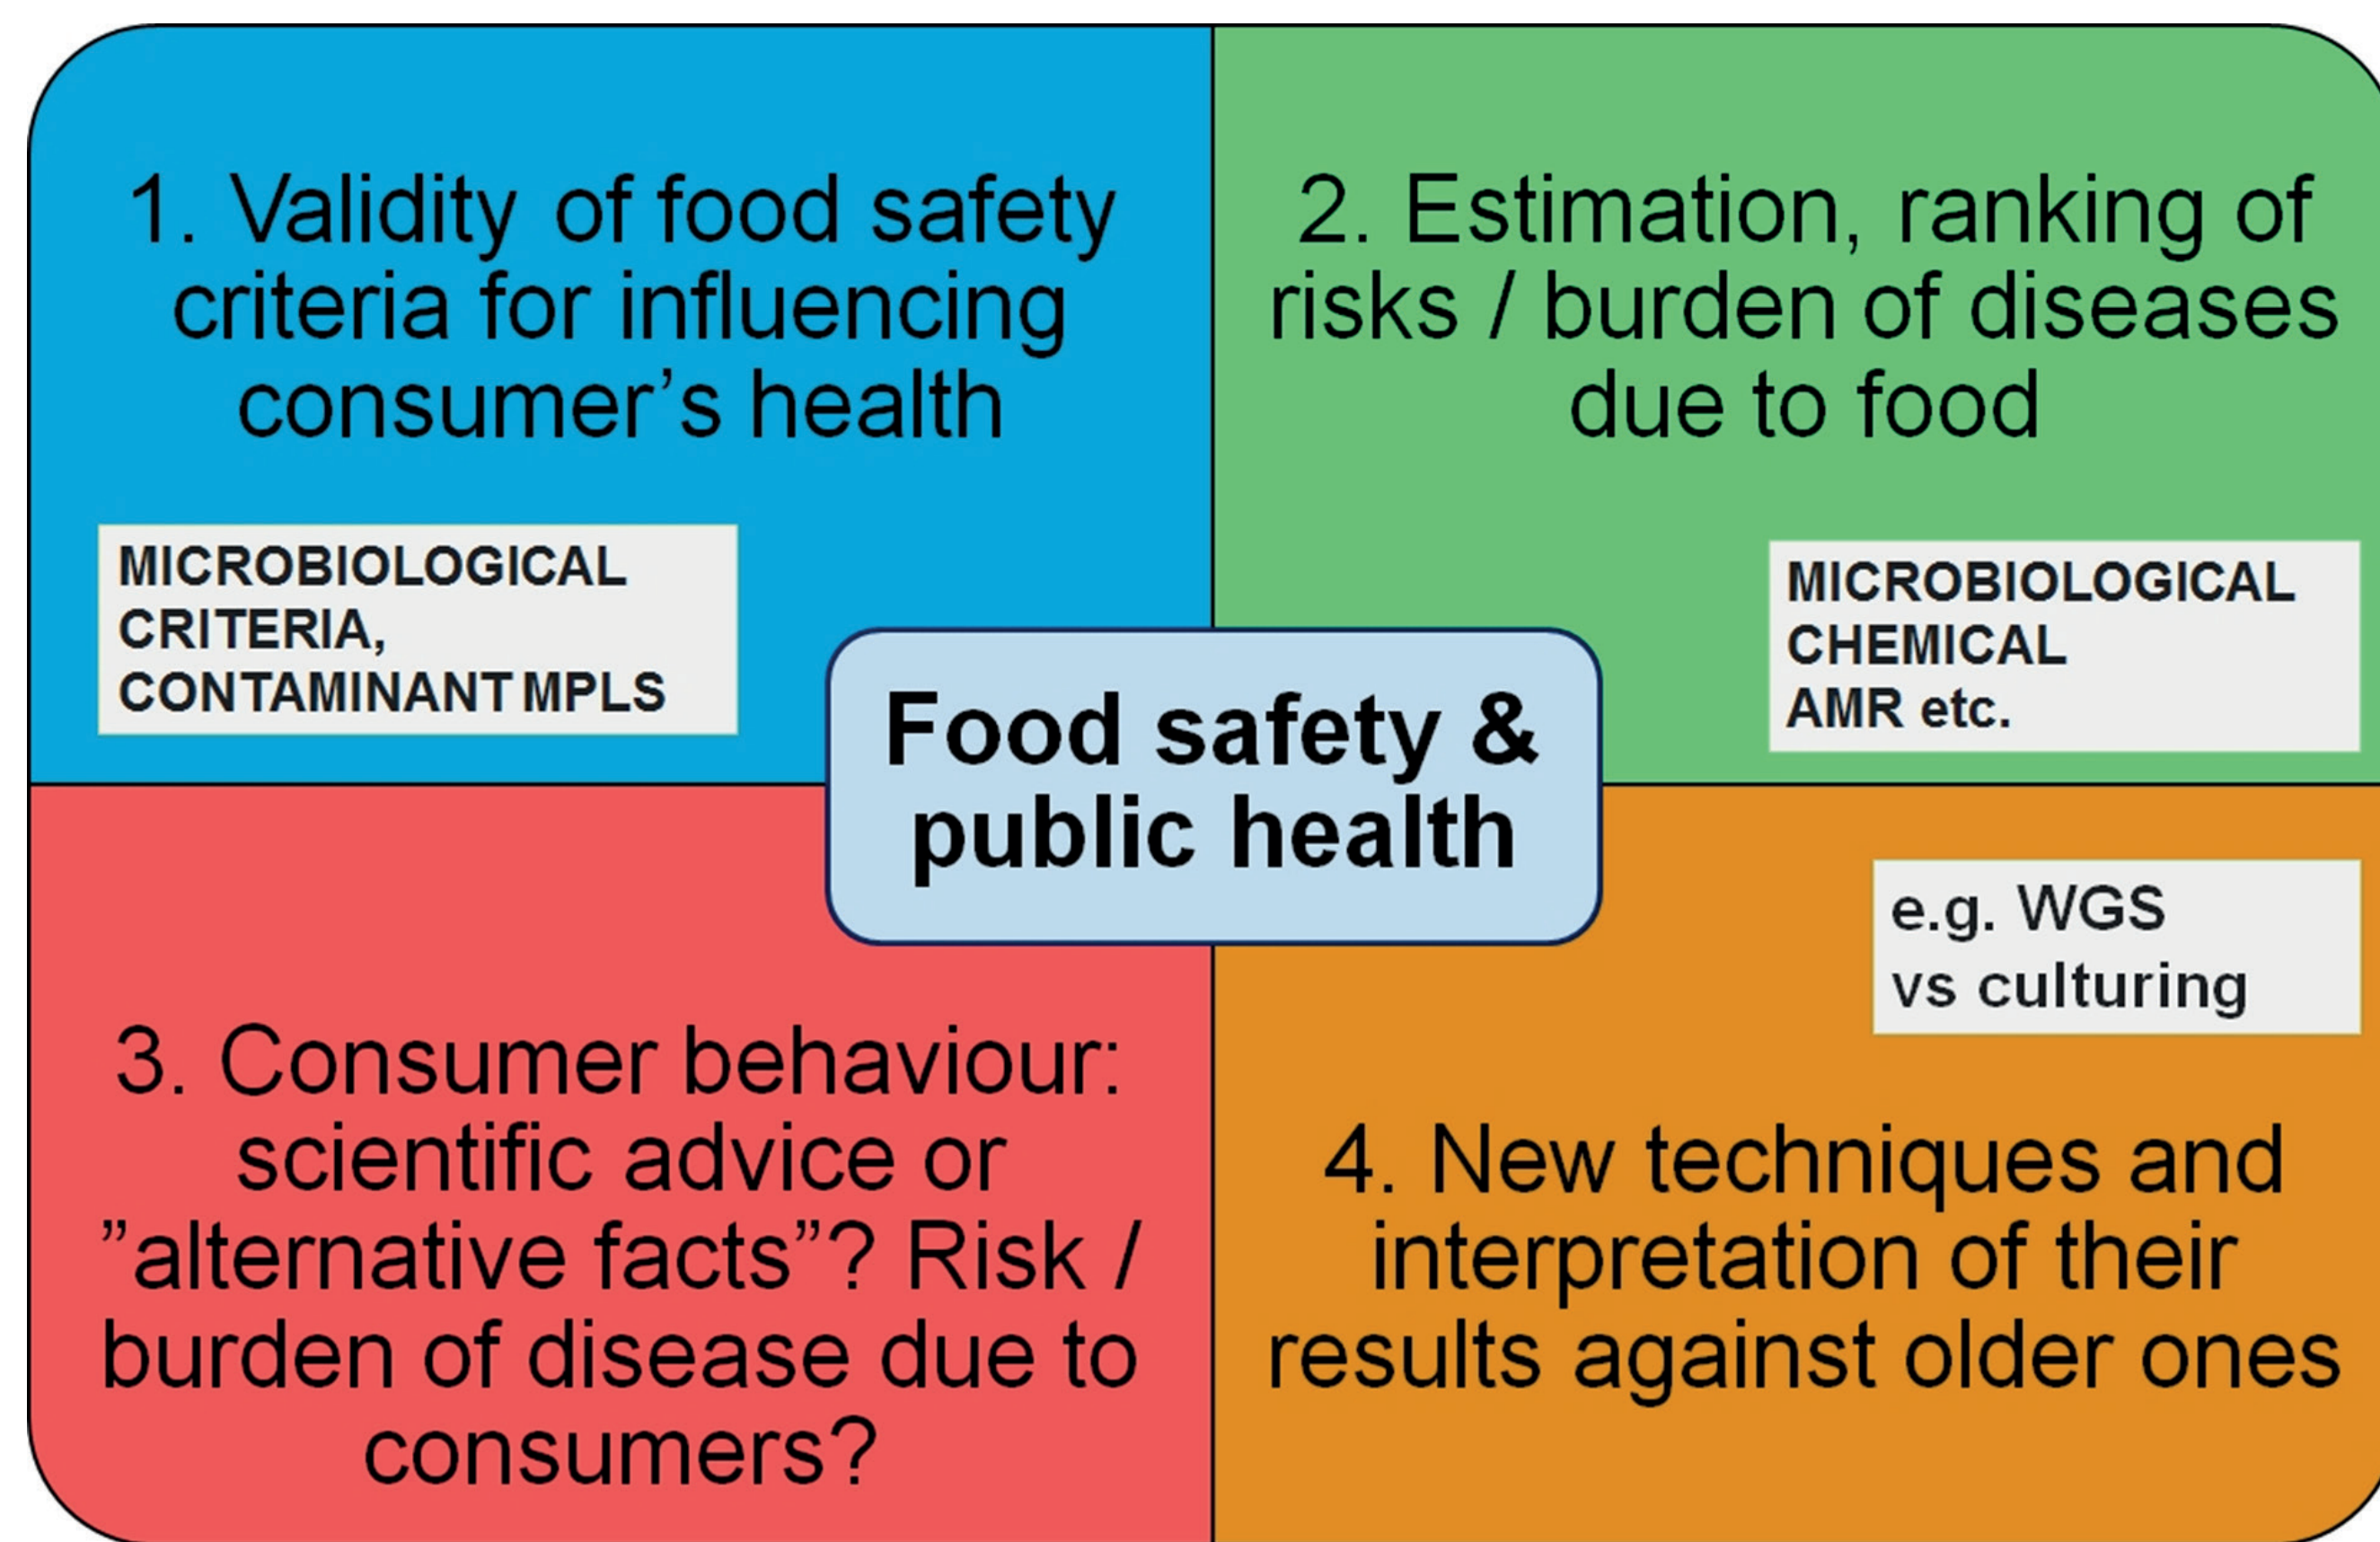 1. Validity of food safety
criteria for influencing
consumer’s health
MICROBIOLOGICAL
CRITERIA,
CONTAMINANT MPLS
2. Estimation, ranking of
risks / burden of diseases
due to food
MICROBIOLOGICAL
CHEMICAL
AMR etc.
Food safety &
public health
3. Consumer behaviour:
scientific advice or
”alternative facts”? Risk /
burden of disease due to
consumers?
e.g. WGS
vs culturing
4. New techniques and
interpretation of their
results against older ones